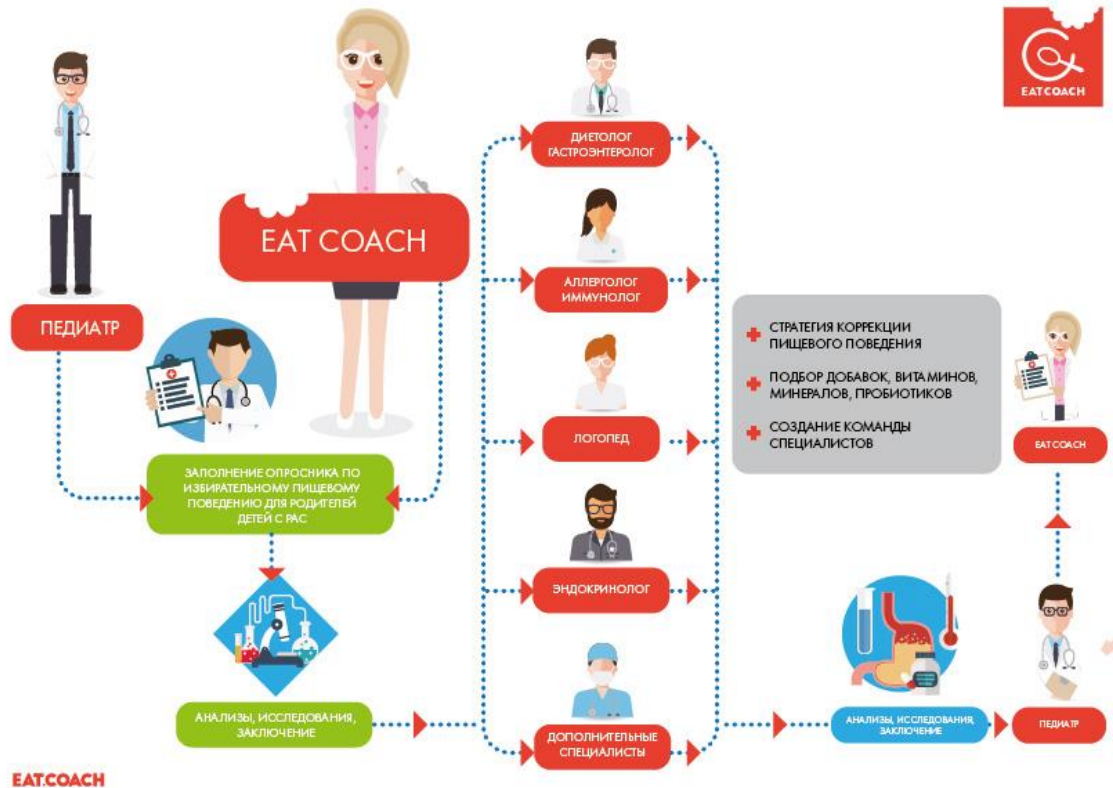 EATCOACH
EAT COACH
ПЕДИАТР
ЗАПОЛНЕНИЕ ОПРОСНИКА ПО
ИЗБИРАТЕЛЬНОМУ ПИЩЕВОМУ
ПОВЕДЕНИЮ ДЛЯ РОДИТЕЛЕЙ
ДЕТЕЙ С РАС
АНАЛИЗЫ, ИССЛЕДОВАНИЯ,
ЗАКЛЮЧЕНИЕ
ДИЕТОЛОГ
ГАСТРОЭНТЕРОЛОГ
АЛЛЕРГОЛОГ
ИММУНОЛОГ
ЛОГОПЕД
ЭНДОКРИНОЛОГ
ДОПОЛНИТЕЛЬНЫЕ
СПЕЦИАЛИСТЫ
СТРАТЕГИЯ КОРРЕКЦИИ
ПИЩЕВОГО ПОВЕДЕНИЯ
ПОДБОР ДОБАВОК, ВИТАМИНОВ,
МИНЕРАЛОВ, ПРОБИОТИКОВ
СОЗДАНИЕ КОМАНДЫ
СПЕЦИАЛИСТОВ
АНАЛИЗЫ, ИССЛЕДОВАНИЯ,
ЗАКЛЮЧЕНИЕ
ПЕДИАТР
EAT COACH
EAT.COACH